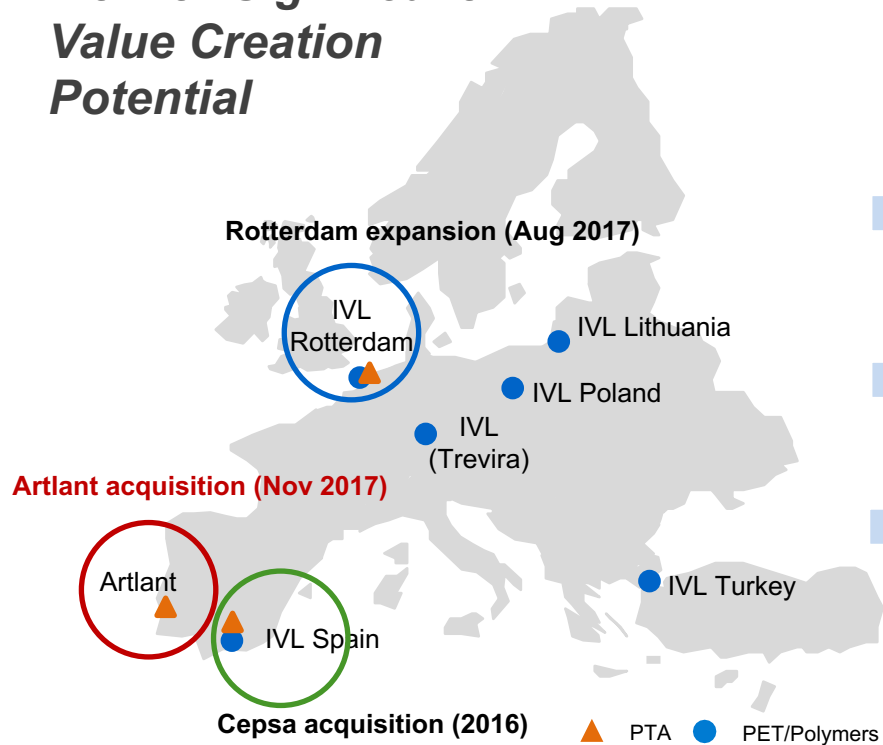 Value Creation
Potential
Rotterdam expansion (Aug 2017)
IVL
Rotterdam
IVL Lithuania
IVL Poland
IVL
(Trevira)
Artlant acquisition (Nov 2017)
Artlant
IVL Spain
IVL Turkey
Cepsa acquisition (2016)
PTA
PET/Polymers